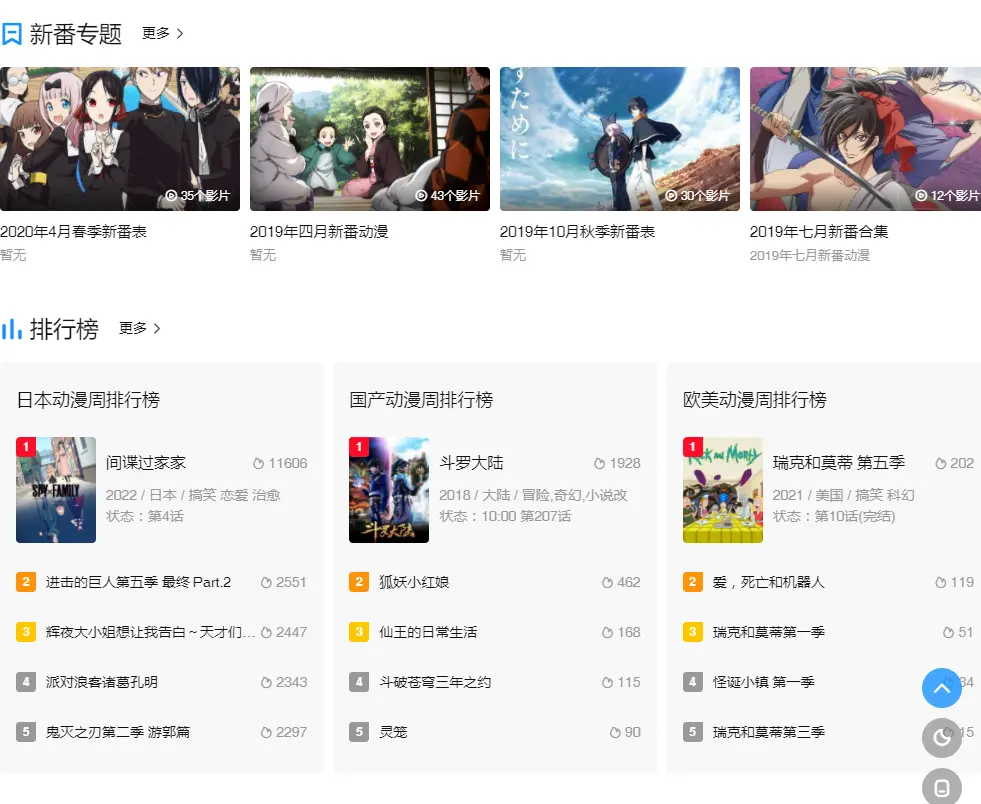 新番专题 更多
すために
35个影片
43个影片
30个影片
12个影片
2020年4月春季新番表
2019年四月新番动漫
2019年10月秋季新番表
2019年七月新番合集
暂无
暂无
暂无
2019年七月新番动漫
排行榜 更多
日本动漫周排行榜
1
SPY×FAMILY
间谍过家家 11606
2022 / 日本 / 搞笑 恋爱 治愈
状态：第4话
2 进击的巨人第五季 最终 Part.2 2551
3 辉夜大小姐想让我告白～天才们... 2447
4 派对浪客诸葛孔明 2343
5 鬼灭之刃第二季 游郭篇 2297
国产动漫周排行榜
1
斗罗大陆
斗罗大陆 1928
2018 / 大陆 / 冒险,奇幻,小说改
状态：10:00 第207话
2 狐妖小红娘 462
3 仙王的日常生活 168
4 斗破苍穹三年之约 115
5 灵笼 90
欧美动漫周排行榜
1
Rick and Morty
瑞克和莫蒂 第五季 202
2021 / 美国 / 搞笑 科幻
状态：第10话(完结)
2 爱，死亡和机器人 119
3 瑞克和莫蒂第一季 51
4 怪诞小镇 第一季 34
5 瑞克和莫蒂第三季 15